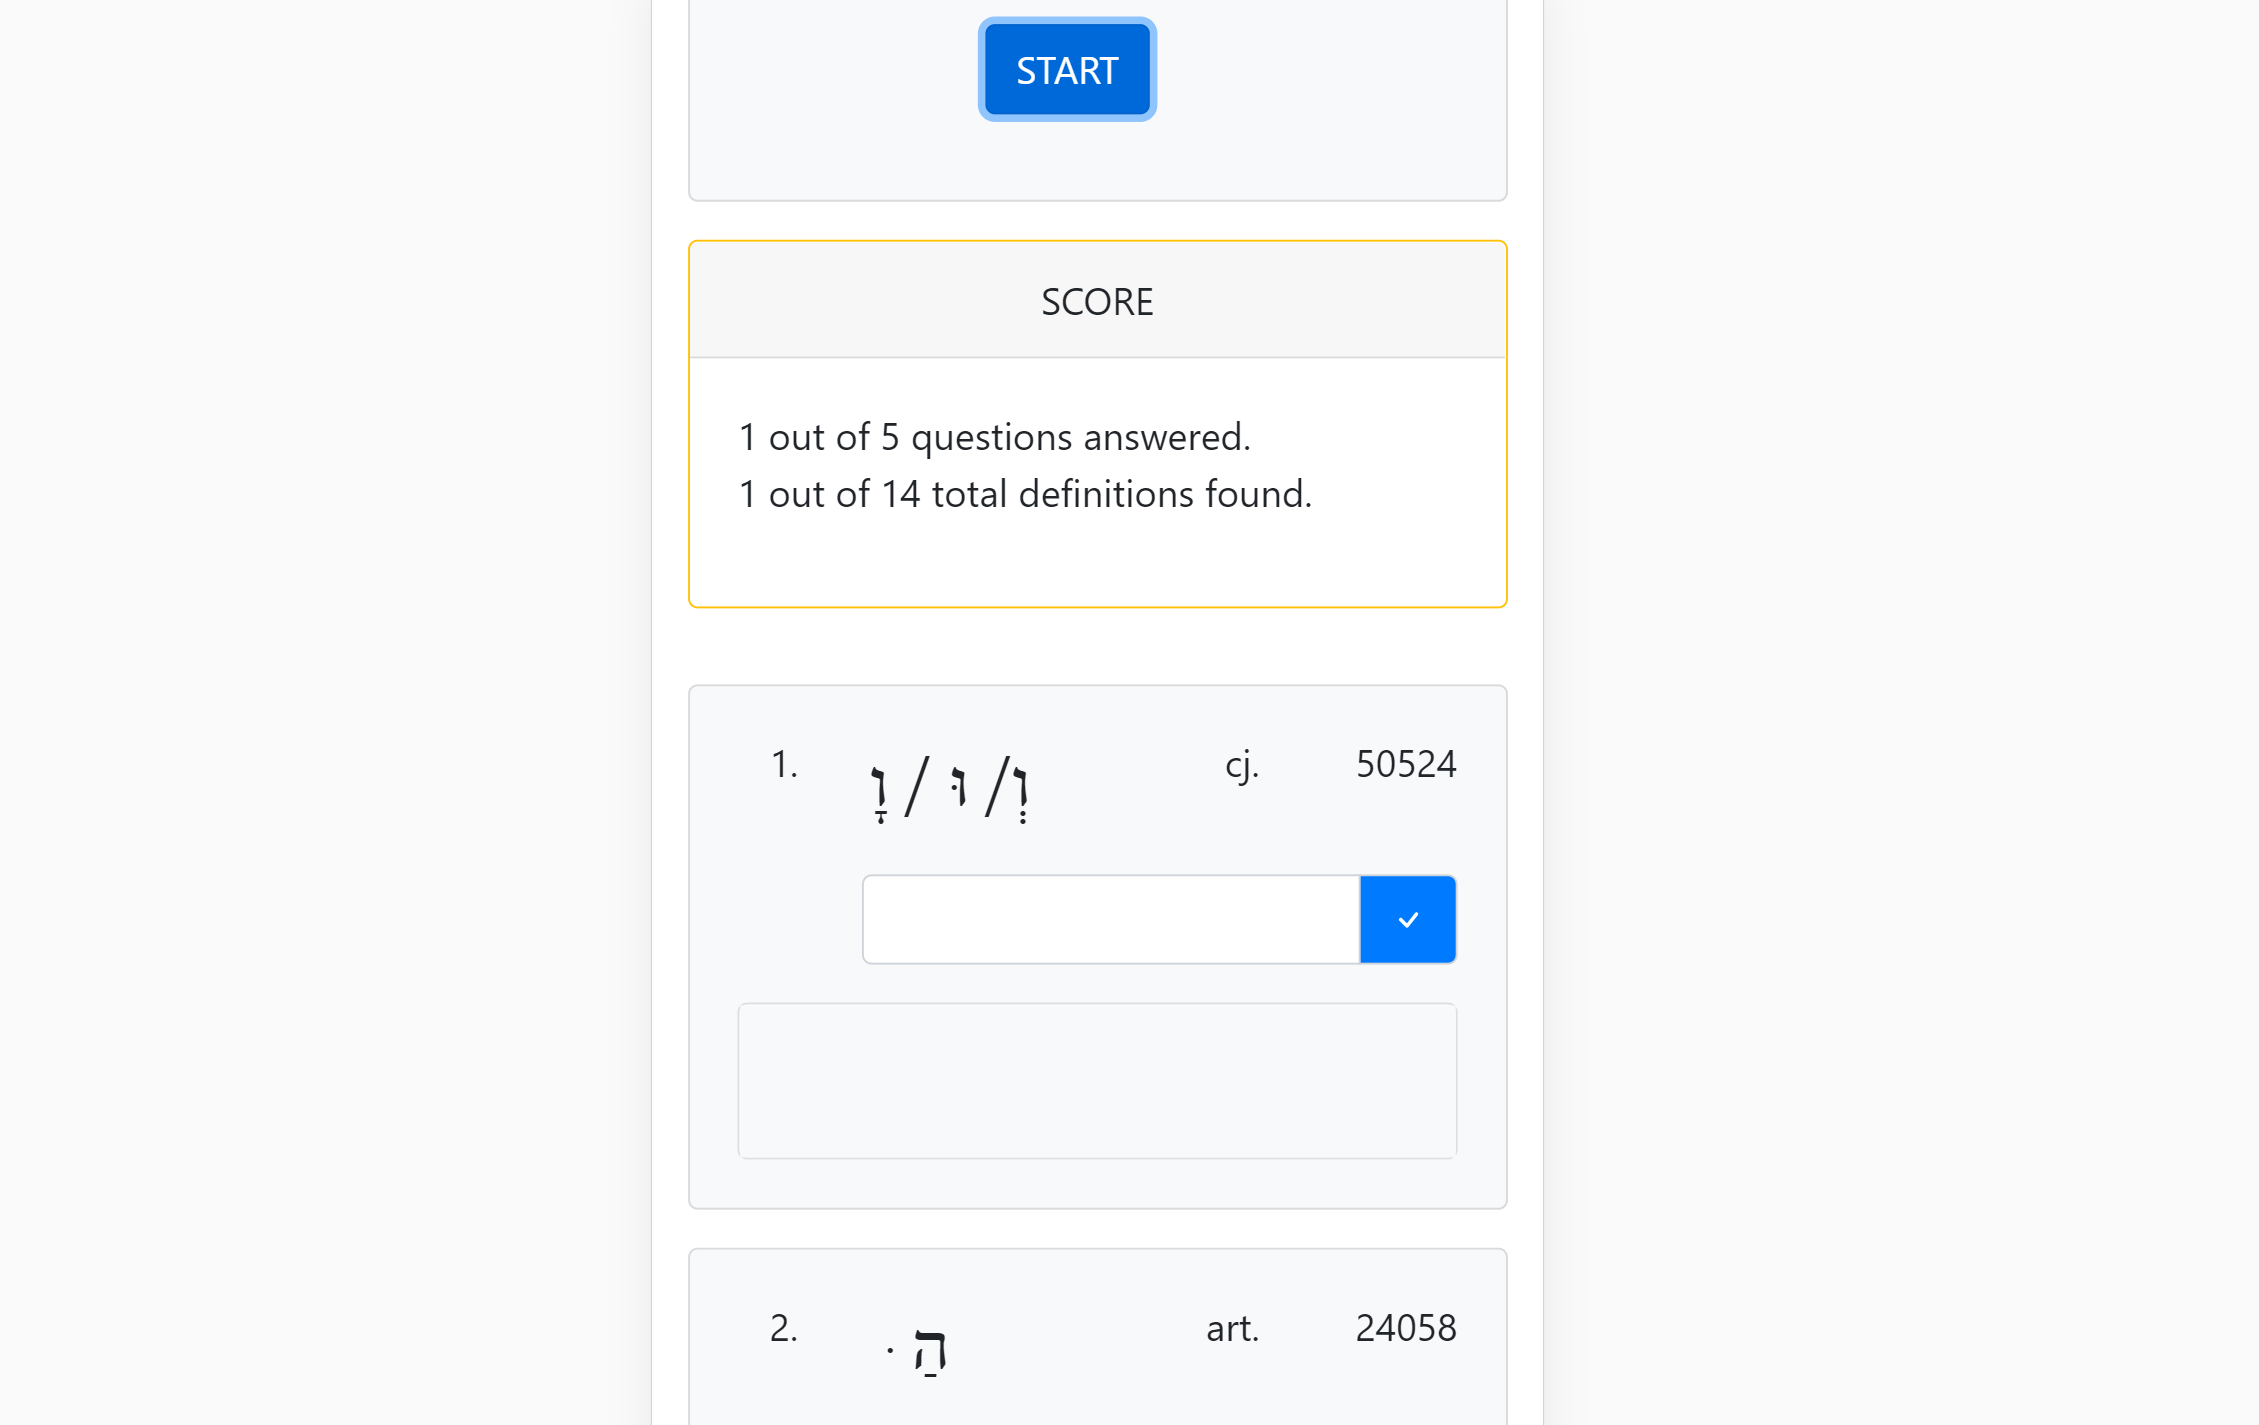 START
SCORE
1 out of 5 questions answered.
1 out of 14 total definitions found.
1. וְ/ וּ / וָ cj. 50524
2. הַ · art. 24058